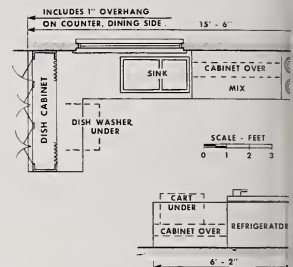 INCLUDES 1" OVERHANG
ON COUNTER, DINING SIDE.
15' - 6"
DISH CABINET
DISH WASHER
UNDER
SINK
CABINET OVER
MIX
SCALE - FEET
0 1 2 3
CART
UNDER
CABINET OVER
REFRIGERATOR
6' - 2"